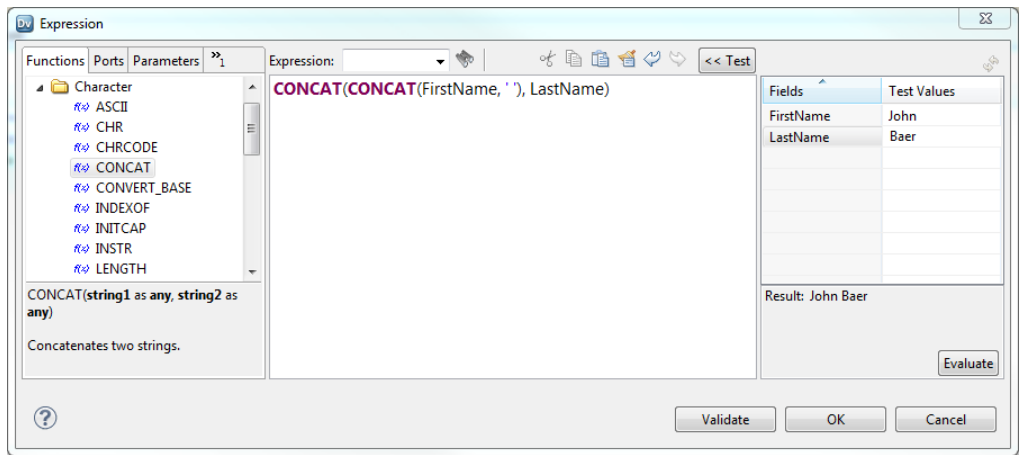 Dv Expression
Functions Ports Parameters »1
Expression:
<< Test
Character
f(x) ASCII
f(x) CHR
f(x) CHRCODE
f(x) CONCAT
f(x) CONVERT_BASE
f(x) INDEXOF
f(x) INITCAP
f(x) INSTR
f(x) LENGTH
CONCAT(string1 as any, string2 as
any)
Concatenates two strings.
CONCAT(CONCAT(FirstName, ' '), LastName)
Fields Test Values
FirstName John
LastName Baer
Result: John Baer
Evaluate
? Validate OK Cancel